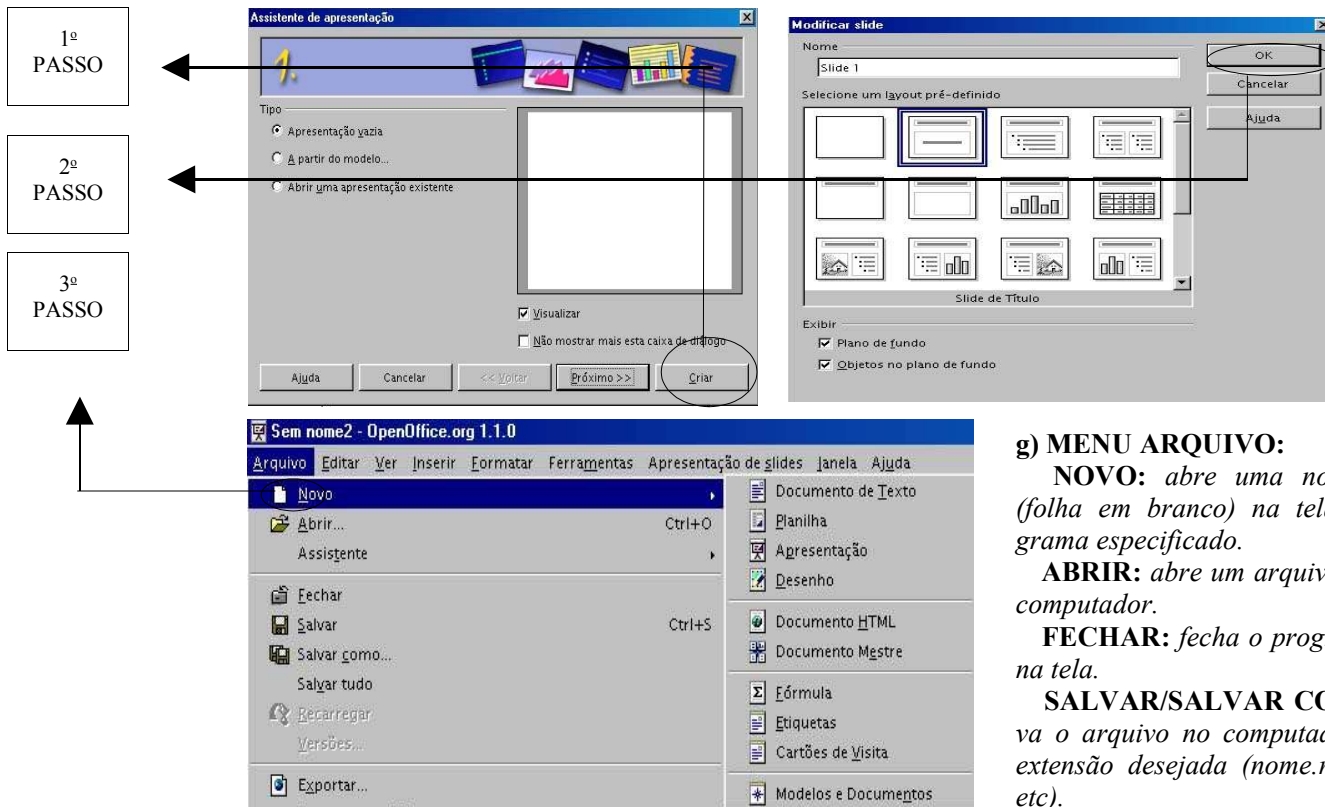 1º
PASSO
2º
PASSO
3º
PASSO
Assistente de apresentação
1.
Tipo
Apresentação vazia
A partir do modelo...
Abrir uma apresentação existente
Visualizar
Não mostrar mais esta caixa de diálogo
Ajuda
Cancelar
<< Voltar
Próximo >>
Criar
Modificar slide
Nome
Slide 1
Selecione um layout pré-definido
Slide de Título
Exibir
Plano de fundo
Objetos no plano de fundo
OK
Cancelar
Ajuda
Sem nome2 - OpenOffice.org 1.1.0
Arquivo Editar Ver Inserir Formatar Ferramentas Apresentação de slides Janela Ajuda
Novo
Abrir... Ctrl+O
Assistente
Fechar
Salvar Ctrl+S
Salvar como...
Salvar tudo
Recarregar
Versões...
Exportar...
Documento de Texto
Planilha
Apresentação
Desenho
Documento HTML
Documento Mestre
Fórmula
Etiquetas
Cartões de Visita
Modelos e Documentos
g) MENU ARQUIVO:
NOVO: abre uma no
(folha em branco) na tel
grama especificado.
ABRIR: abre um arquiv
computador.
FECHAR: fecha o prog
na tela.
SALVAR/SALVAR CO
va o arquivo no computad
extensão desejada (nome.
etc).